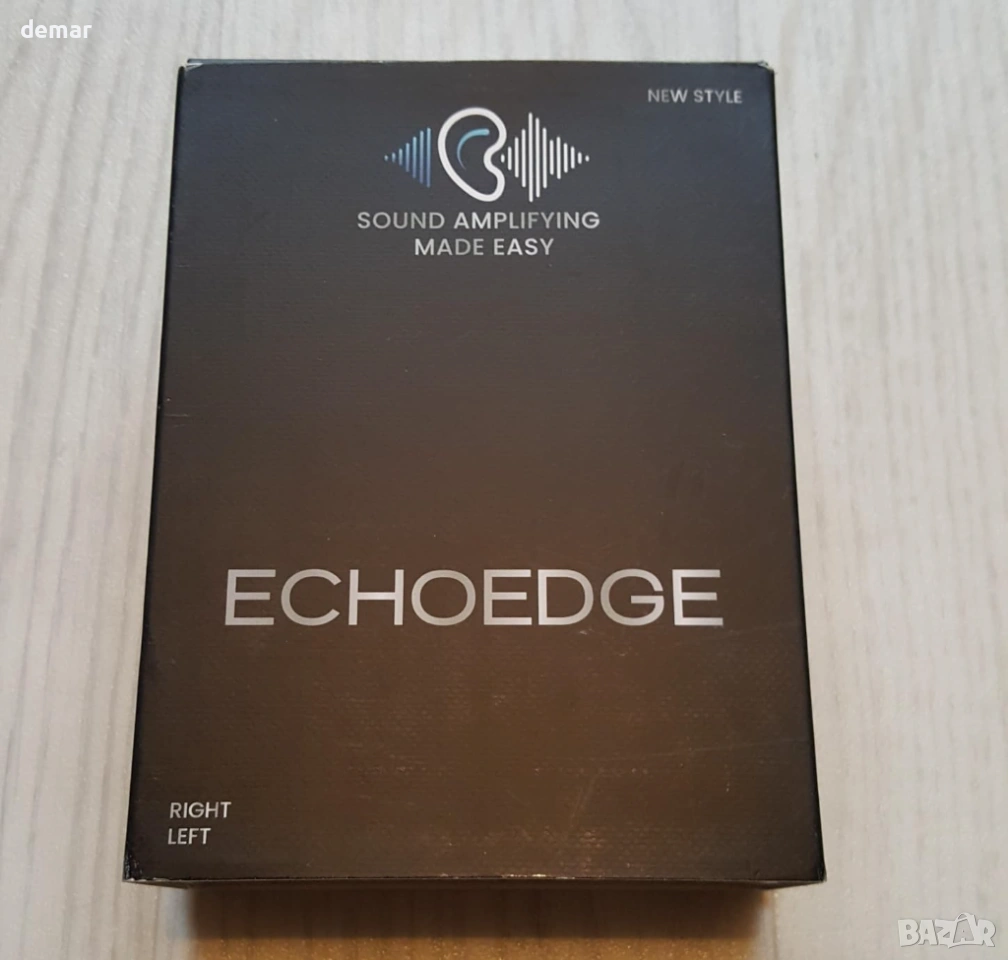 demar
NEW STYLE
SOUND AMPLIFYING
MADE EASY
ECHOEDGE
RIGHT
LEFT
BAZAR